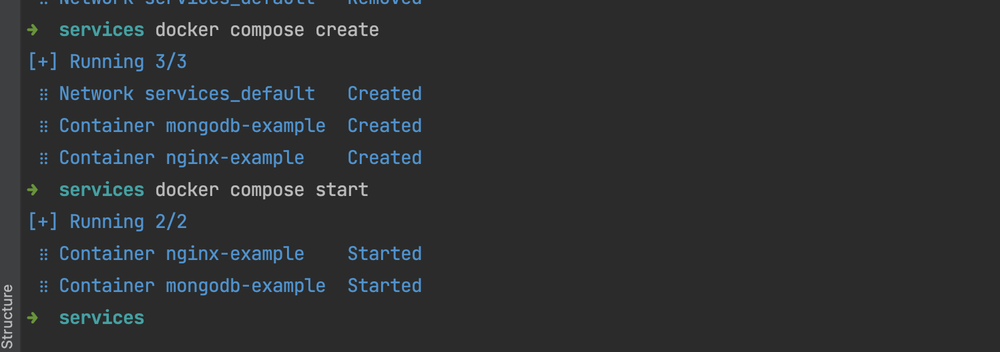 ⠿ Network services_default   Removed
➜  services docker compose create
[+] Running 3/3
 ⠿ Network services_default   Created
 ⠿ Container mongodb-example  Created
 ⠿ Container nginx-example    Created
➜  services docker compose start
[+] Running 2/2
 ⠿ Container nginx-example    Started
 ⠿ Container mongodb-example  Started
➜  services
Structure